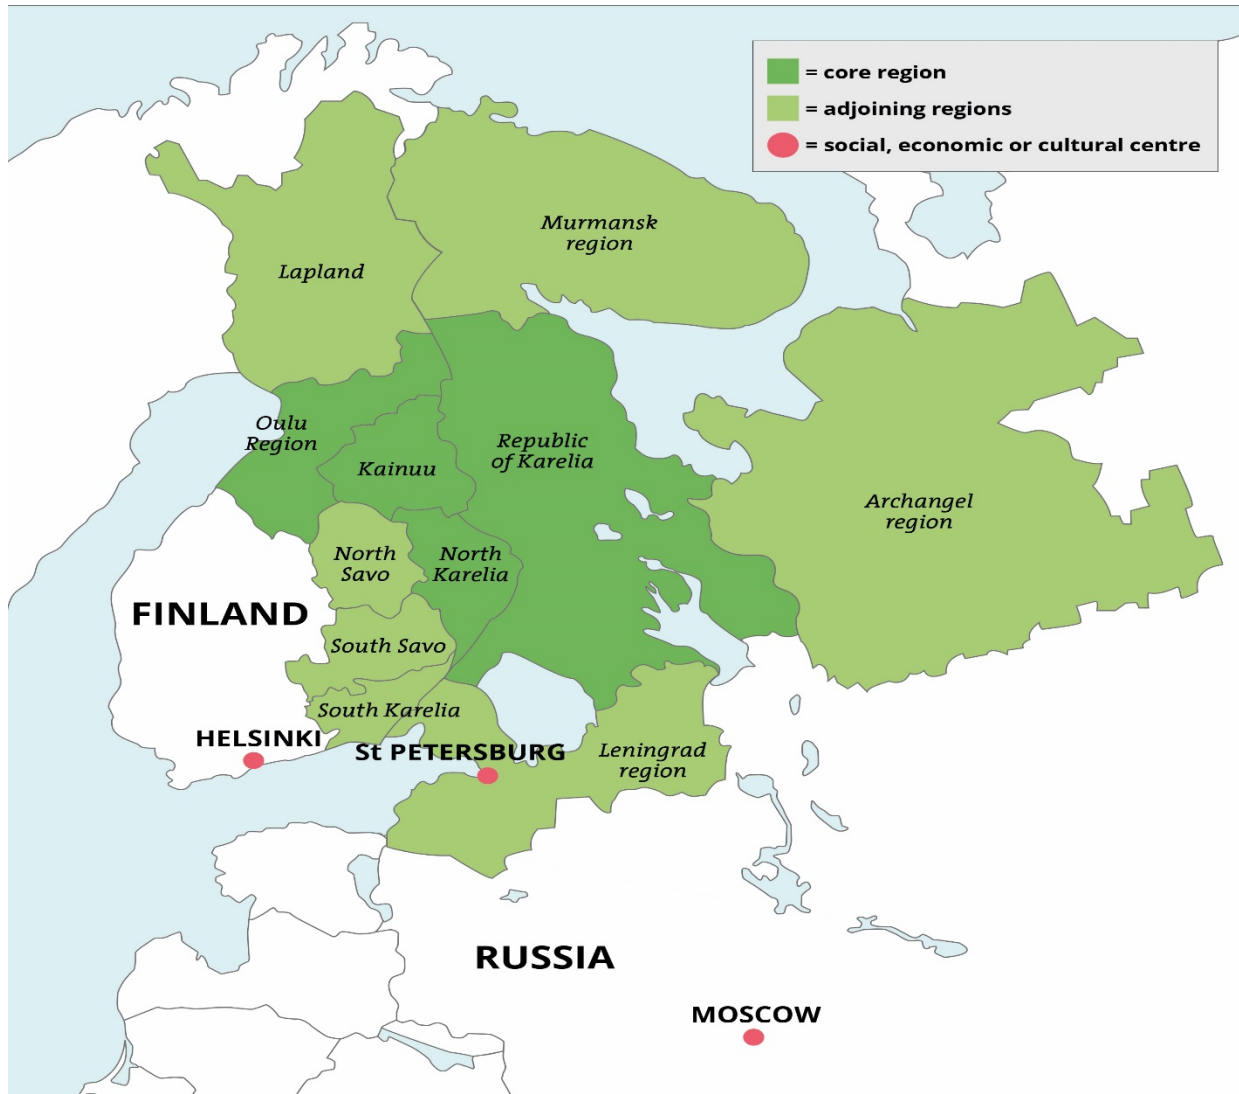 = core region
= adjoining regions
= social, economic or cultural centre
Murmansk
region
Lapland
Oulu
Region
Kainuu
Republic
of Karelia
Archangel
region
North
Savo
North
Karelia
FINLAND
South Savo
South Karelia
HELSINKI
St PETERSBURG
Leningrad
region
RUSSIA
MOSCOW